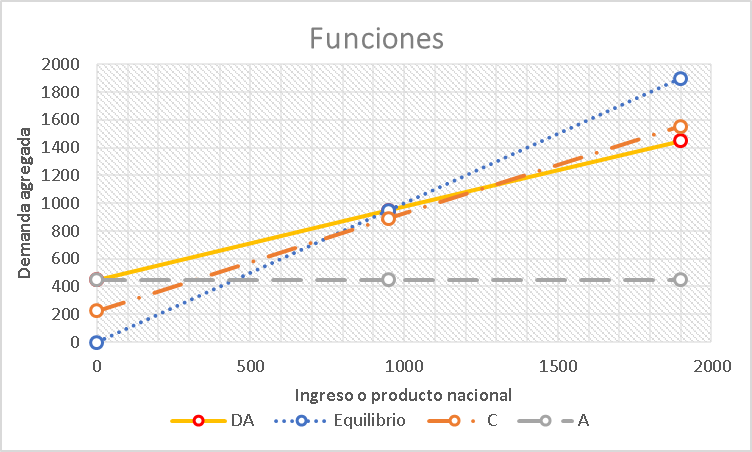 Funciones
2000
1800
1600
1400
1200
1000
800
600
400
200
0
Demanda agregada
0 500 1000 1500 2000
Ingreso o producto nacional
DA Equilibrio C A